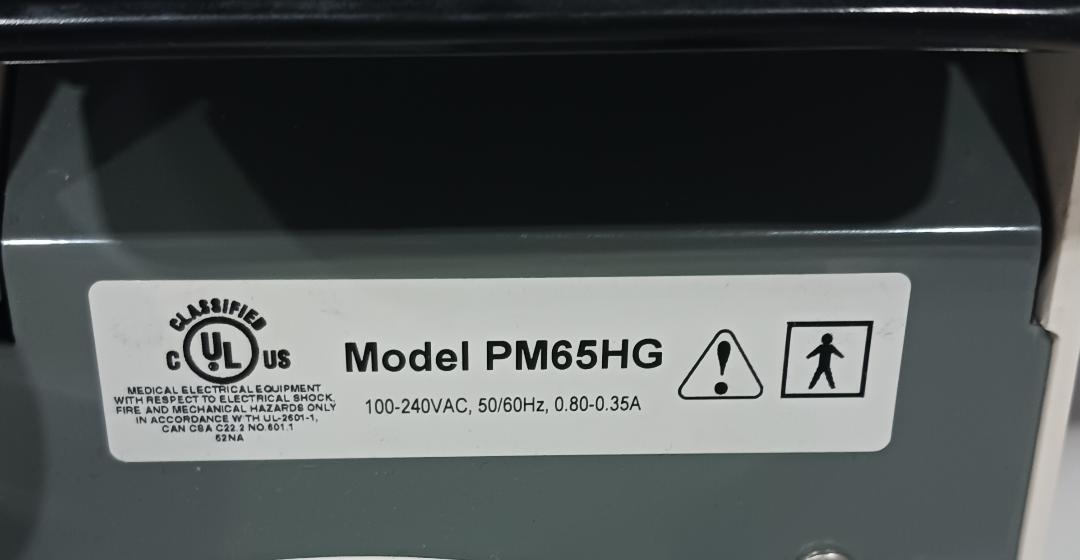 CLASSIFIED
C UL US
MEDICAL ELECTRICAL EQUIPMENT
WITH RESPECT TO ELECTRICAL SHOCK,
FIRE AND MECHANICAL HAZARDS ONLY
IN ACCORDANCE W TH UL-2601-1,
CAN CSA C22.2 NO.601.1
62NA
Model PM65HG
100-240VAC, 50/60Hz, 0.80-0.35A